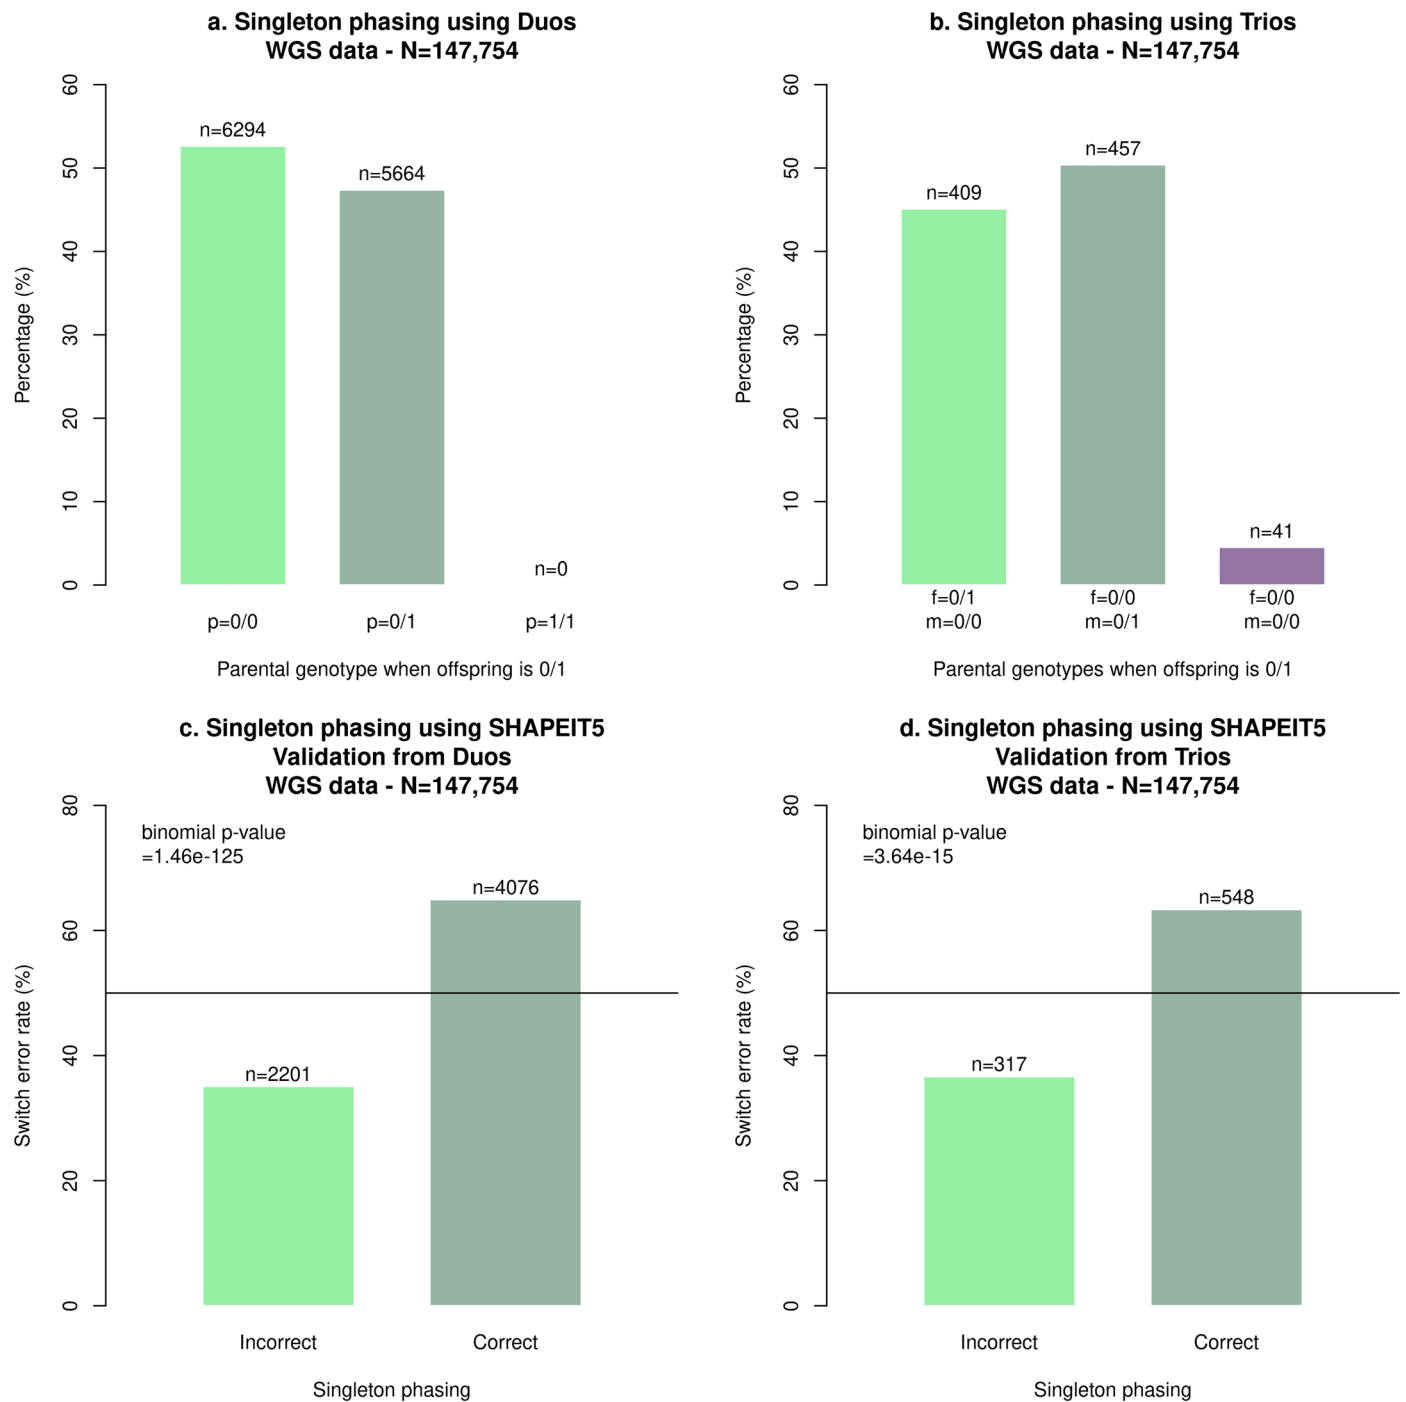 a. Singleton phasing using Duos
WGS data - N=147,754
60
50
40
30
20
10
0
Percentage (%)
n=6294
n=5664
n=0
p=0/0
p=0/1
p=1/1
Parental genotype when offspring is 0/1
b. Singleton phasing using Trios
WGS data - N=147,754
60
50
40
30
20
10
0
Percentage (%)
n=409
n=457
n=41
f=0/1
m=0/0
f=0/0
m=0/1
f=0/0
m=0/0
Parental genotypes when offspring is 0/1
c. Singleton phasing using SHAPEIT5
Validation from Duos
WGS data - N=147,754
80
60
40
20
0
Switch error rate (%)
binomial p-value
=1.46e-125
n=2201
n=4076
Incorrect
Correct
Singleton phasing
d. Singleton phasing using SHAPEIT5
Validation from Trios
WGS data - N=147,754
80
60
40
20
0
Switch error rate (%)
binomial p-value
=3.64e-15
n=317
n=548
Incorrect
Correct
Singleton phasing